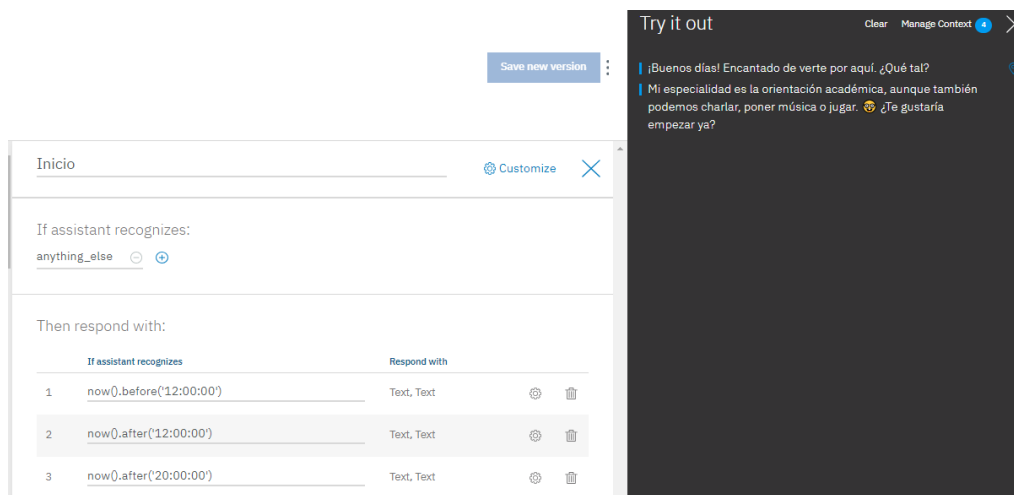 Save new version
Inicio
Customize
If assistant recognizes:
anything_else
Then respond with:
If assistant recognizes Respond with
1 now().before('12:00:00') Text, Text
2 now().after('12:00:00') Text, Text
3 now().after('20:00:00') Text, Text
Try it out Clear Manage Context 4
¡Buenos días! Encantado de verte por aquí. ¿Qué tal?
Mi especialidad es la orientación académica, aunque también
podemos charlar, poner música o jugar. 🤓 ¿Te gustaría
empezar ya?